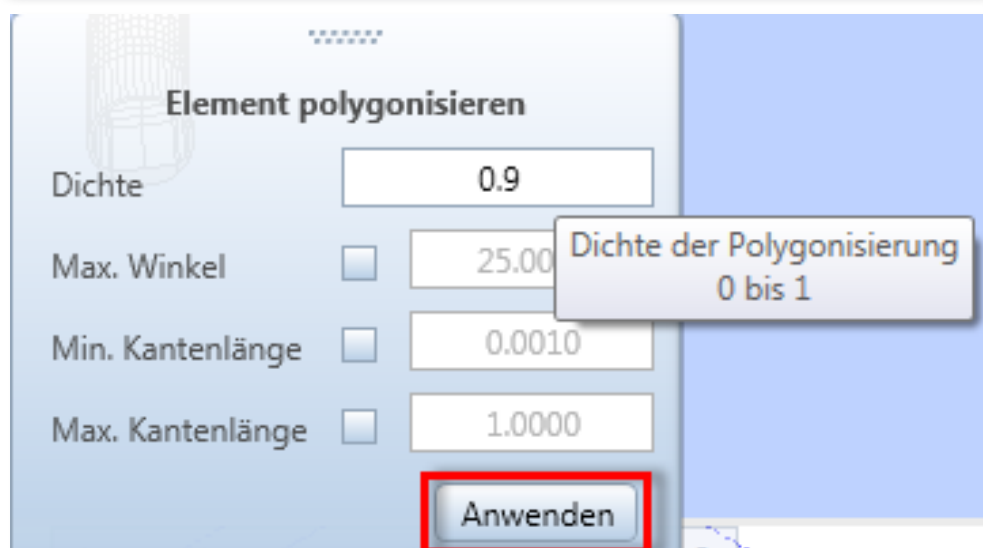 Element polygonisieren
Dichte 0.9
Dichte der Polygonisierung
0 bis 1
Max. Winkel 25.00
Min. Kantenlänge 0.0010
Max. Kantenlänge 1.0000
Anwenden